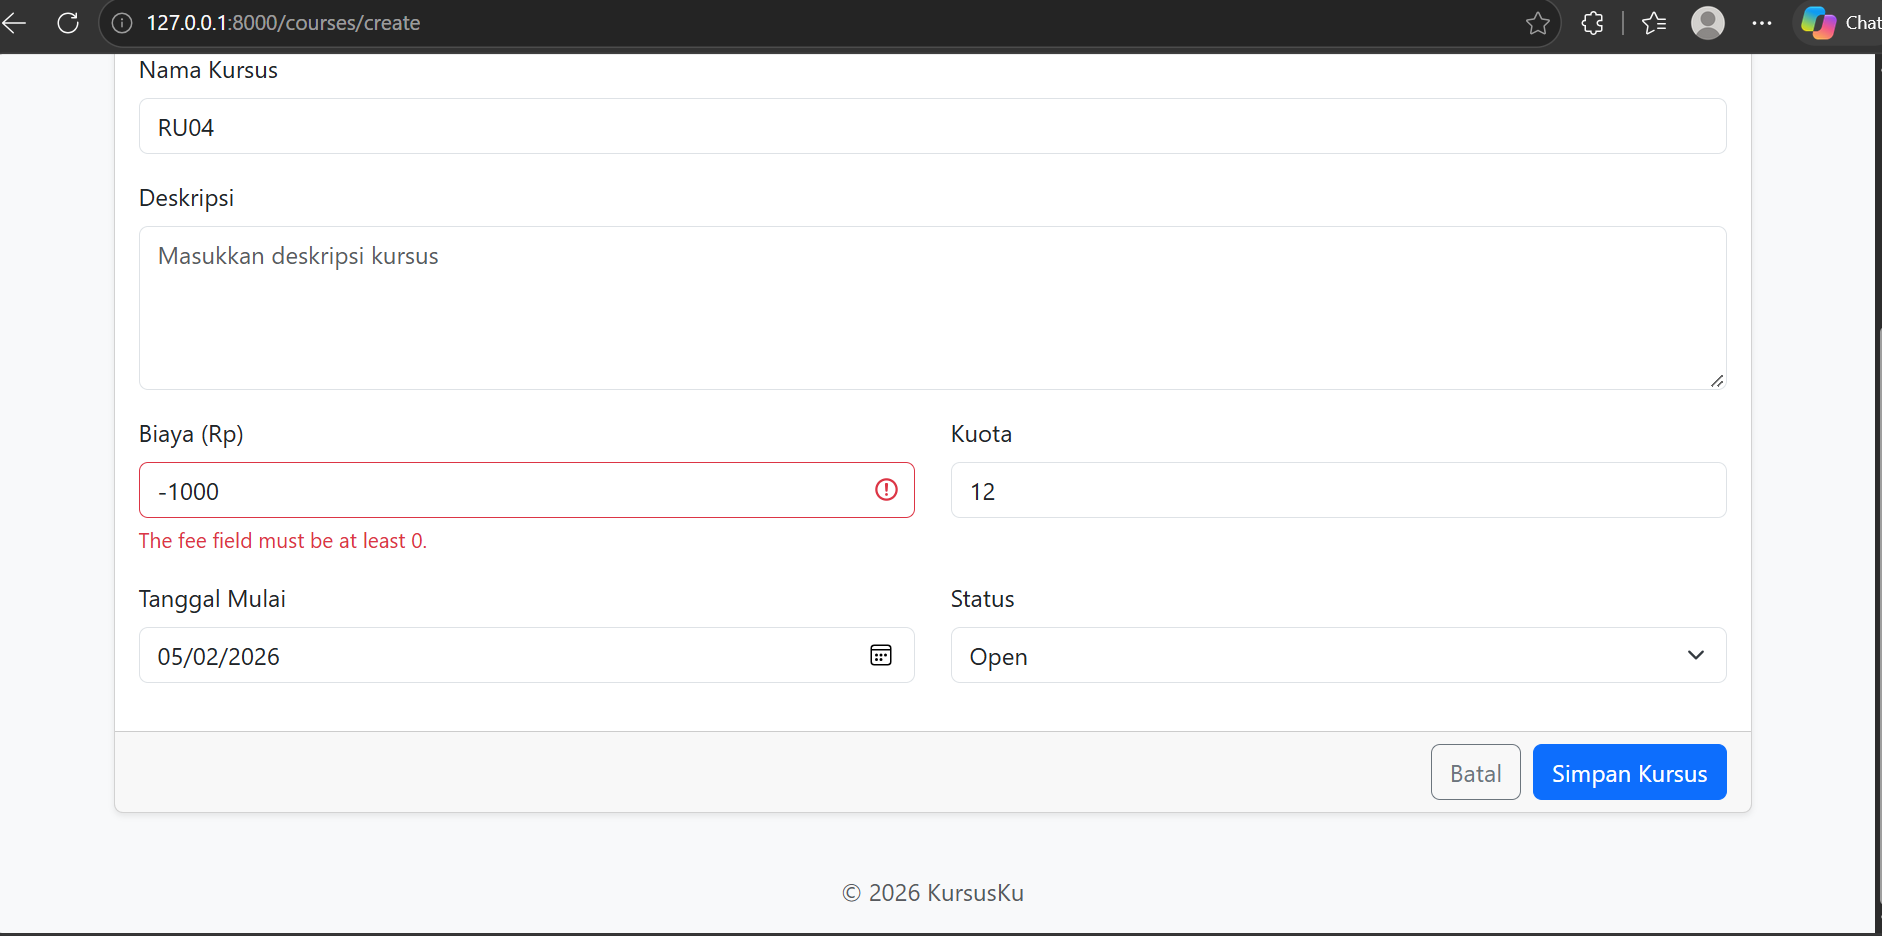 127.0.0.1:8000/courses/create
Chat
Nama Kursus
RU04
Deskripsi
Masukkan deskripsi kursus
Biaya (Rp)
Kuota
-1000
12
The fee field must be at least 0.
Tanggal Mulai
Status
05/02/2026
Open
Batal
Simpan Kursus
© 2026 KursusKu